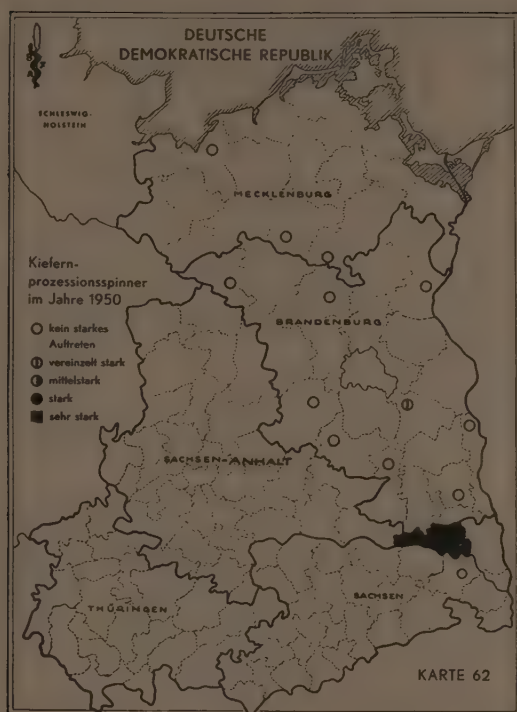 DEUTSCHE
DEMOKRATISCHE REPUBLIK
SCHLESWIG-
HOLSTEIN
MECKLENBURG
Kiefern-
prozessionsspinner
im Jahre 1950
kein starkes
Auftreten
vereinzelt stark
mittelstark
stark
sehr stark
BRANDENBURG
SACHSEN-ANHALT
THÜRINGEN
SACHSEN
KARTE 62